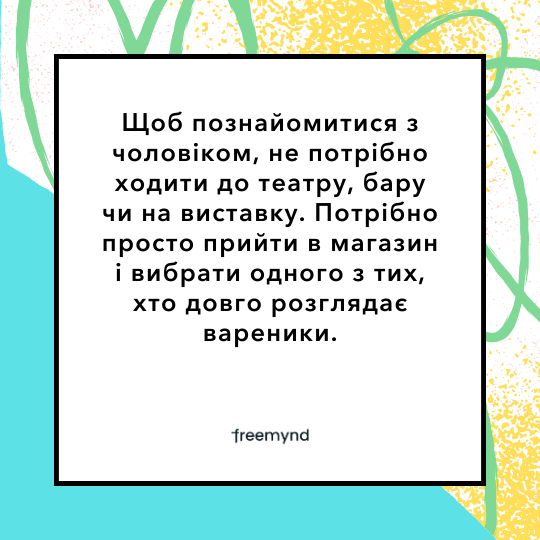 Щоб познайомитися з
чоловіком, не потрібно
ходити до театру, бару
чи на виставку. Потрібно
просто прийти в магазин
і вибрати одного з тих,
хто довго розглядає
вареники.
freemynd